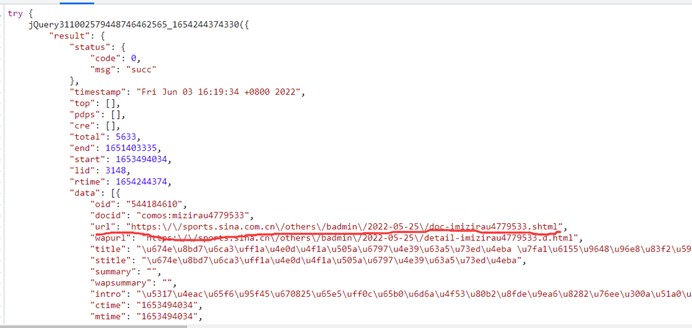 try {
jQuery311002579448746462565_1654244374330({
"result": {
"status": {
"code": 0,
"msg": "succ"
},
"timestamp": "Fri Jun 03 16:19:34 +0800 2022",
"top": [],
"pdps": [],
"cre": [],
"total": 5633,
"end": 1651403335,
"start": 1653494034,
"lid": 3148,
"rtime": 1654244374,
"data": [{
"oid": "544184610",
"docid": "comos:mizirau4779533",
"url": "https:\/\/sports.sina.com.cn\/others\/badmin\/2022-05-25\/doc-imizirau4779533.shtml",
"wapurl": "https:\/\/sports.sina.cn\/others\/badmin\/2022-05-25\/detail-imizirau4779533.d.html",
"title": "\u674e\u8bd7\u6ca3\uff1a\u4e0d\u4f1a\u505a\u6797\u4e39\u63a5\u73ed\u4eba \u7fa1\u6155\u9648\u96e8\u83f2\u59
"stitle": "\u674e\u8bd7\u6ca3\uff1a\u4e0d\u4f1a\u505a\u6797\u4e39\u63a5\u73ed\u4eba",
"summary": "",
"wapsummary": "",
"intro": "\u5317\u4eac\u65f6\u95f4\u670825\u65e5\uff0c\u65b0\u6d6a\u4f53\u80b2\u8fde\u9ea6\u8282\u76ee\u300a\u51a0\u0
"ctime": "1653494034",
"mtime": "1653494034",